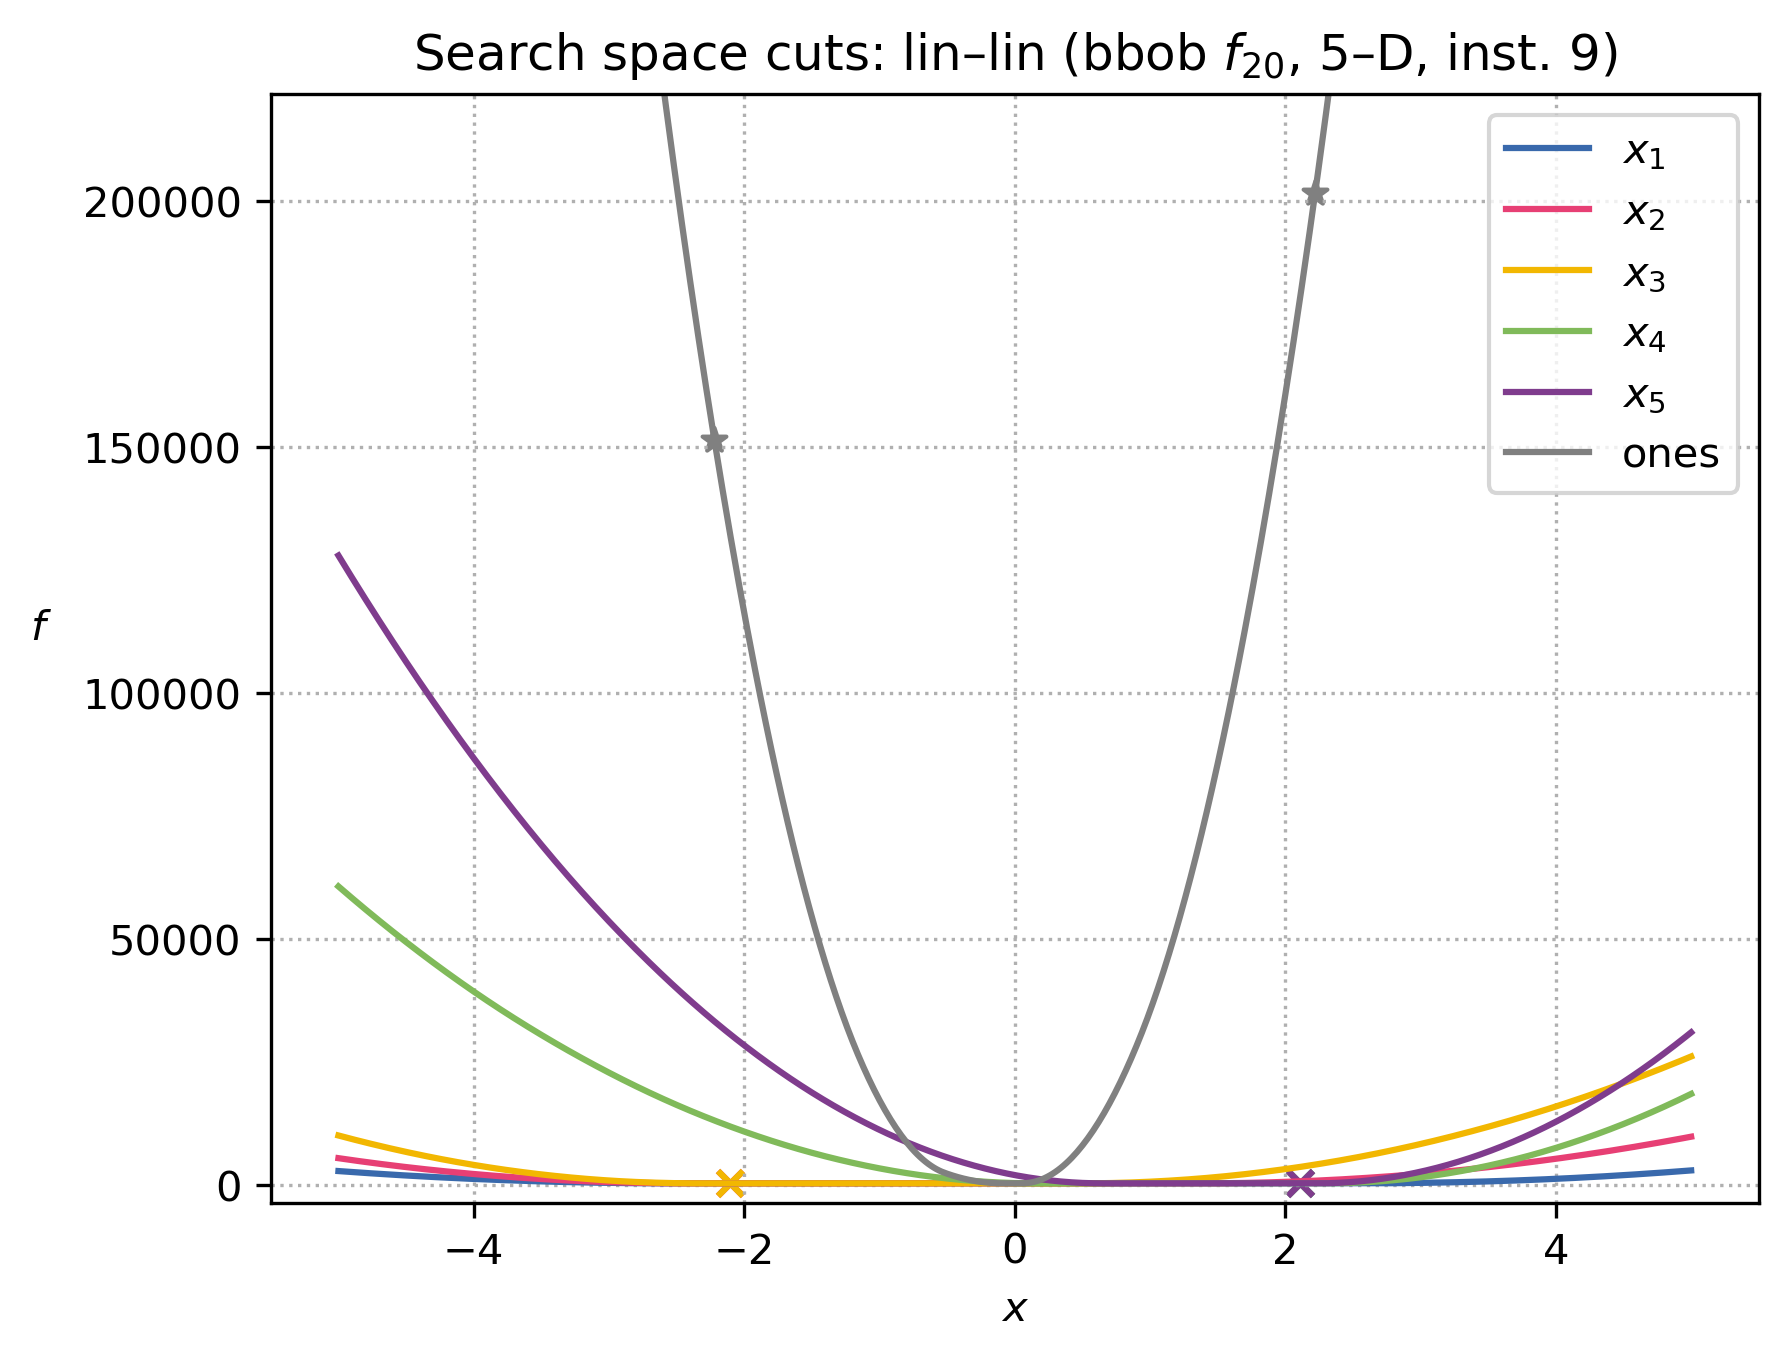 Search space cuts: lin–lin (bbob f₂₀, 5–D, inst. 9)
x₁
x₂
x₃
x₄
x₅
ones
200000
150000
100000
50000
0
f
−4 −2 0 2 4
x